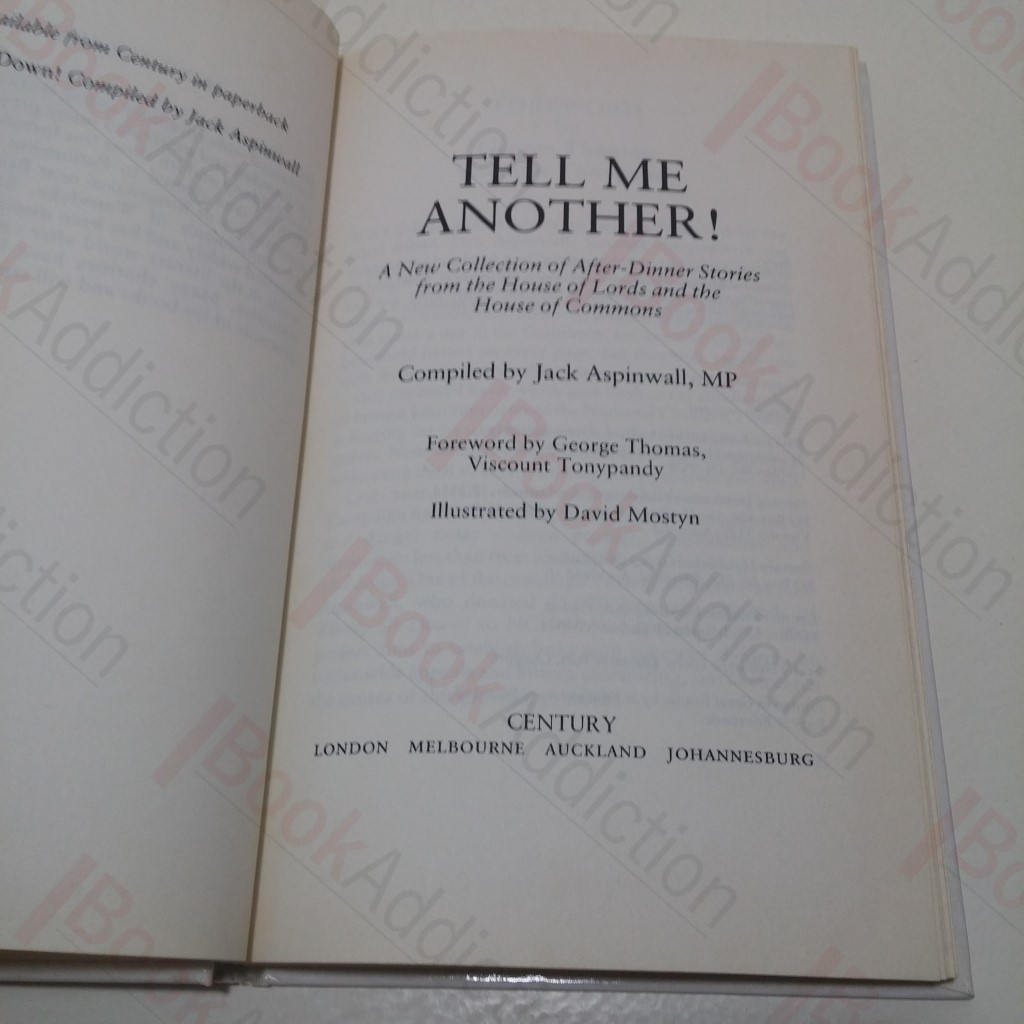 ailable from Century in paperback
Down! Compiled by Jack Aspinwall
TELL ME
ANOTHER!
A New Collection of After-Dinner Stories
from the House of Lords and the
House of Commons
Compiled by Jack Aspinwall, MP
Foreword by George Thomas,
Viscount Tonypandy
Illustrated by David Mostyn
CENTURY
LONDON MELBOURNE AUCKLAND JOHANNESBURG
BookAddiction